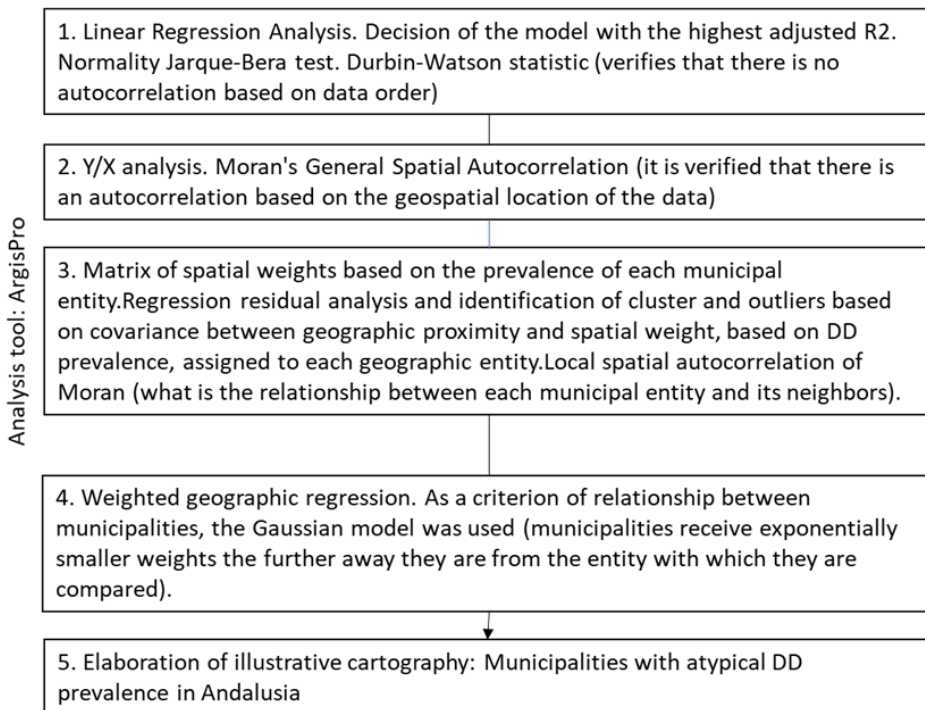 1. Linear Regression Analysis. Decision of the model with the highest adjusted R2.
Normality Jarque-Bera test. Durbin-Watson statistic (verifies that there is no
autocorrelation based on data order)
2. Y/X analysis. Moran's General Spatial Autocorrelation (it is verified that there is
an autocorrelation based on the geospatial location of the data)
Analysis tool: ArgisPro
3. Matrix of spatial weights based on the prevalence of each municipal
entity.Regression residual analysis and identification of cluster and outliers based
on covariance between geographic proximity and spatial weight, based on DD
prevalence, assigned to each geographic entity.Local spatial autocorrelation of
Moran (what is the relationship between each municipal entity and its neighbors).
4. Weighted geographic regression. As a criterion of relationship between
municipalities, the Gaussian model was used (municipalities receive exponentially
smaller weights the further away they are from the entity with which they are
compared).
5. Elaboration of illustrative cartography: Municipalities with atypical DD
prevalence in Andalusia